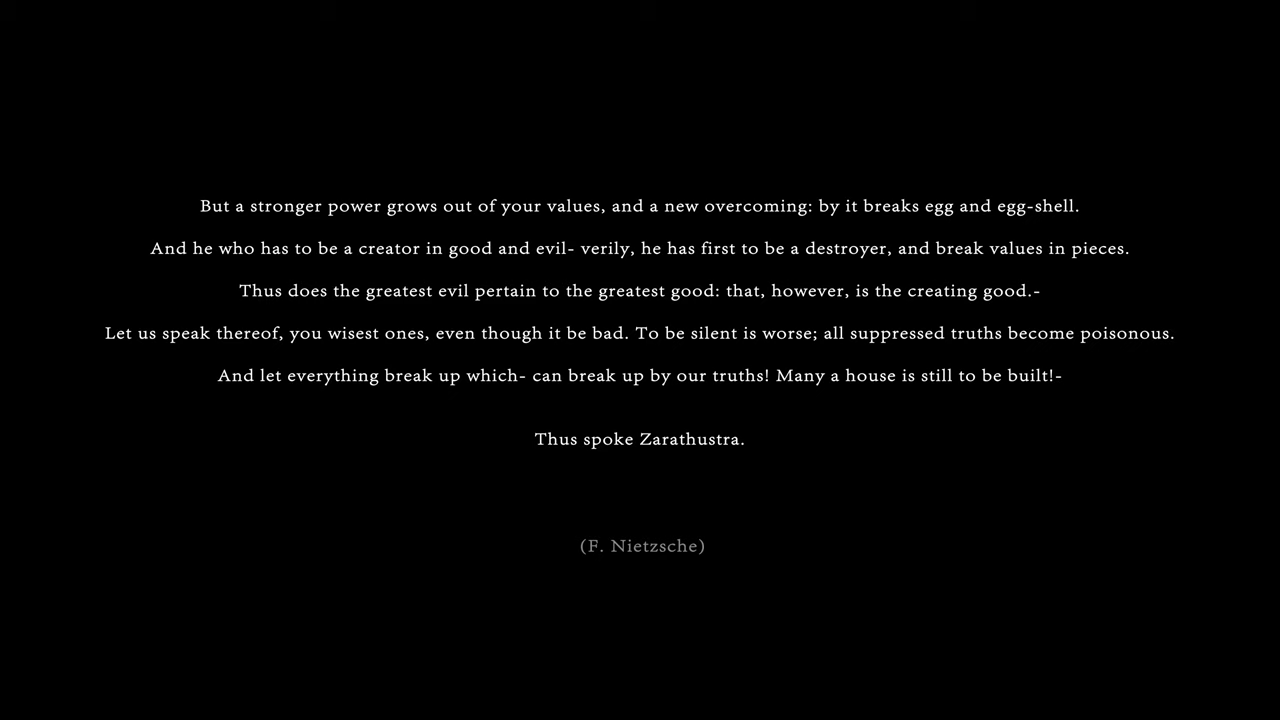 But a stronger power grows out of your values, and a new overcoming: by it breaks egg and egg-shell.
And he who has to be a creator in good and evil- verily, he has first to be a destroyer, and break values in pieces.
Thus does the greatest evil pertain to the greatest good: that, however, is the creating good.-
Let us speak thereof, you wisest ones, even though it be bad. To be silent is worse; all suppressed truths become poisonous.
And let everything break up which- can break up by our truths! Many a house is still to be built!-
Thus spoke Zarathustra.
(F. Nietzsche)